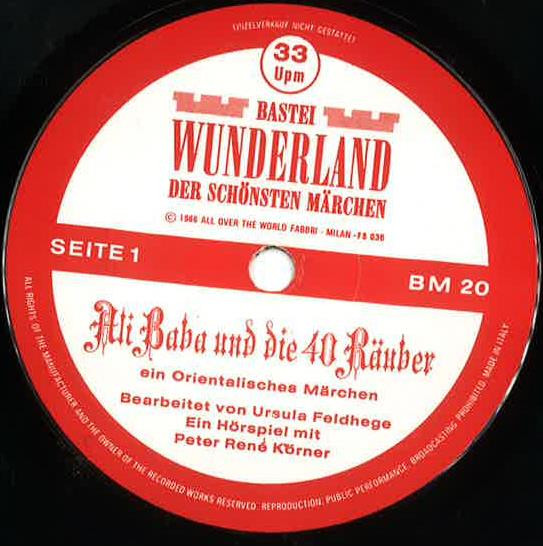 EINZELVERKAUF NICHT GESTATTET
33
Upm
BASTEI
WUNDERLAND
DER SCHÖNSTEN MÄRCHEN
© 1966 ALL OVER THE WORLD FABBRI - MILAN - FS 036
SEITE 1
BM 20
Ali Baba und die 40 Räuber
ein Orientalisches Märchen
Bearbeitet von Ursula Feldhege
Ein Hörspiel mit
Peter René Körner
ALL RIGHTS OF THE MANUFACTURER AND THE OWNER OF THE RECORDED WORKS RESERVED. REPRODUCTION, PUBLIC PERFORMANCE, BROADCASTING PROHIBITED. MADE IN ITALY